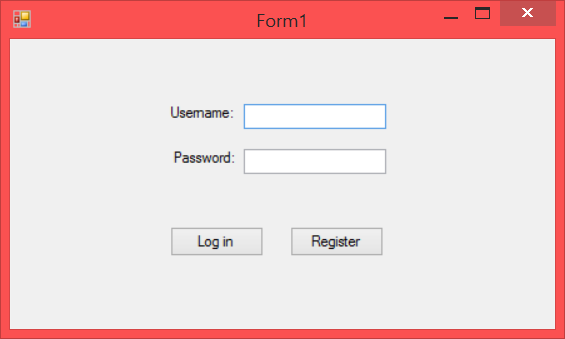 Form1
Username:
Password:
Log in
Register